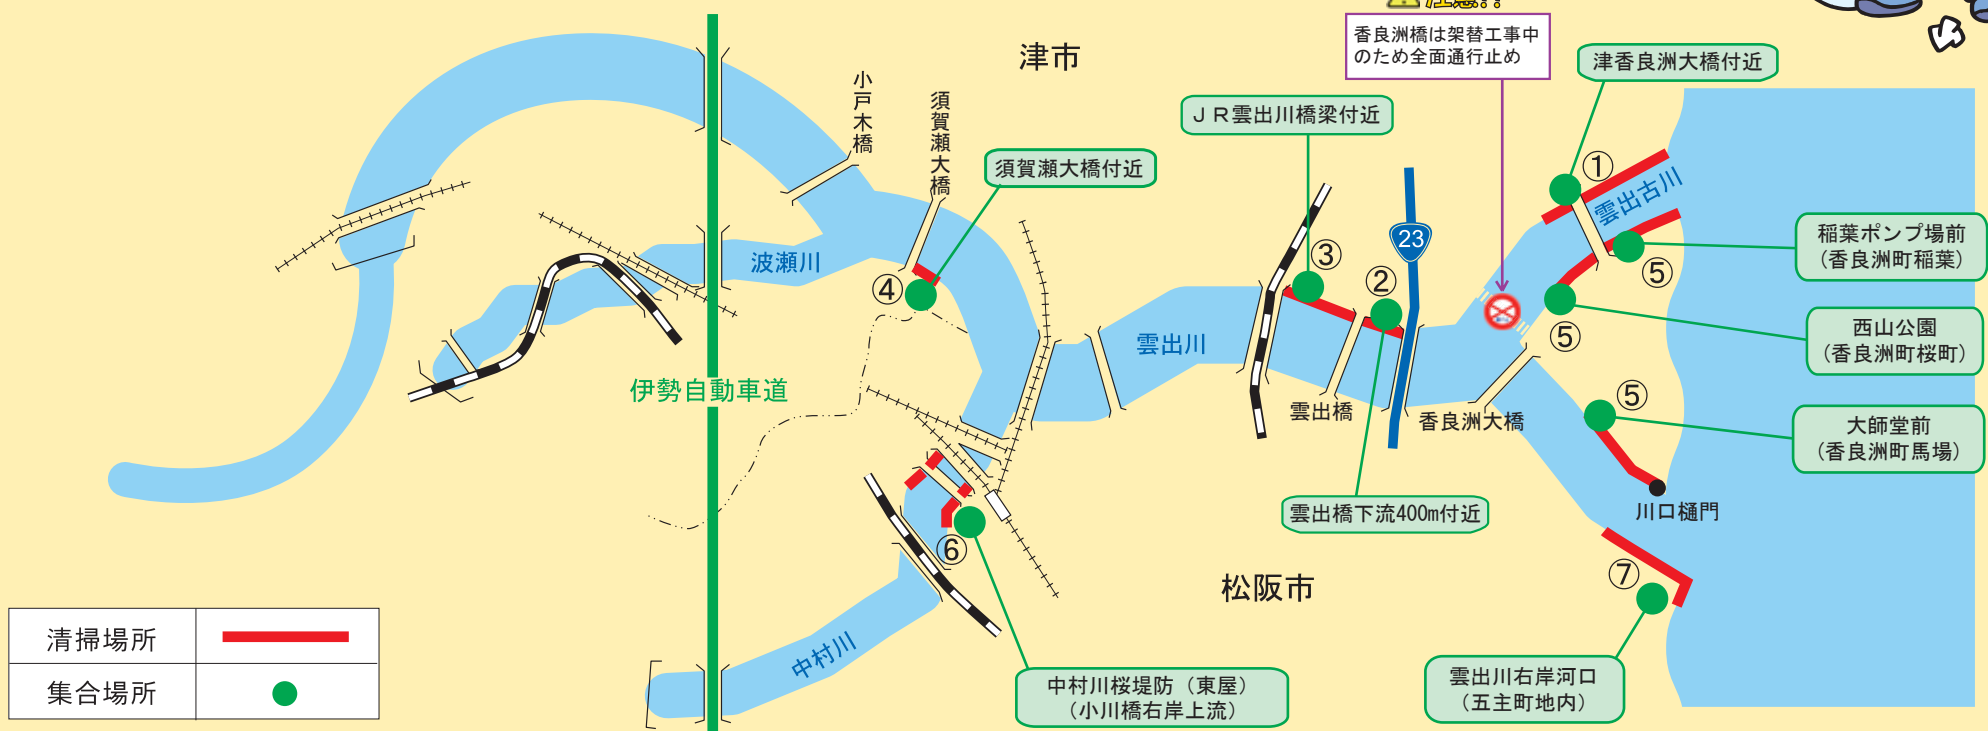 注意!!
香良洲橋は架替工事中
のため全面通行止め
津市
津香良洲大橋付近
小戸木橋
須賀瀬大橋
JR雲出川橋梁付近
須賀瀬大橋付近
①
雲出古川
稲葉ポンプ場前
（香良洲町稲葉）
⑤
23
③
②
④
波瀬川
雲出川
西山公園
（香良洲町桜町）
⑤
伊勢自動車道
雲出橋
香良洲大橋
⑤
大師堂前
（香良洲町馬場）
雲出橋下流400m付近
川口樋門
⑥
松阪市
⑦
清掃場所
集合場所
中村川
中村川桜堤防（東屋）
（小川橋右岸上流）
雲出川右岸河口
（五主町地内）